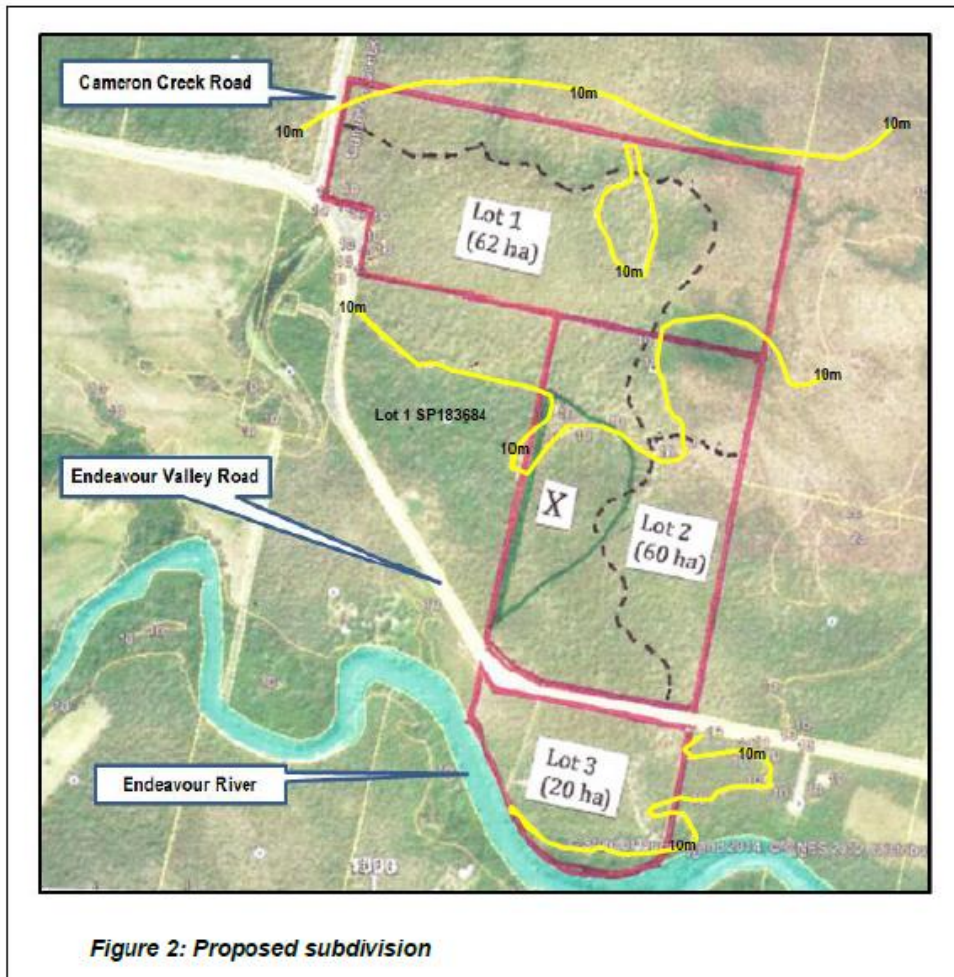 Cameron Creek Road
10m
10m
10m
Lot 1
(62 ha)
10m
10m
10m
Lot 1 SP183684
10m
Endeavour Valley Road
X
Lot 2
(60 ha)
Lot 3
(20 ha)
10m
Endeavour River
10m
Figure 2: Proposed subdivision